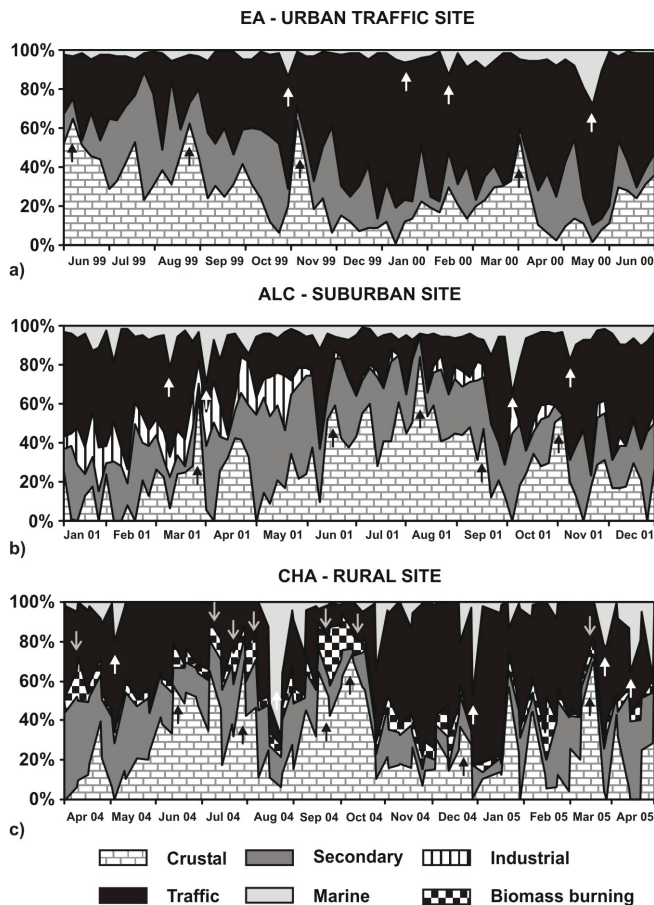 EA - URBAN TRAFFIC SITE
100%
80%
60%
40%
20%
0%
Jun 99 Jul 99 Aug 99 Sep 99 Oct 99 Nov 99 Dec 99 Jan 00 Feb 00 Mar 00 Apr 00 May 00 Jun 00
a)
ALC - SUBURBAN SITE
100%
80%
60%
40%
20%
0%
Jan 01 Feb 01 Mar 01 Apr 01 May 01 Jun 01 Jul 01 Aug 01 Sep 01 Oct 01 Nov 01 Dec 01
b)
CHA - RURAL SITE
100%
80%
60%
40%
20%
0%
Apr 04 May 04 Jun 04 Jul 04 Aug 04 Sep 04 Oct 04 Nov 04 Dec 04 Jan 05 Feb 05 Mar 05 Apr 05
c)
Crustal Secondary Industrial
Traffic Marine Biomass burning